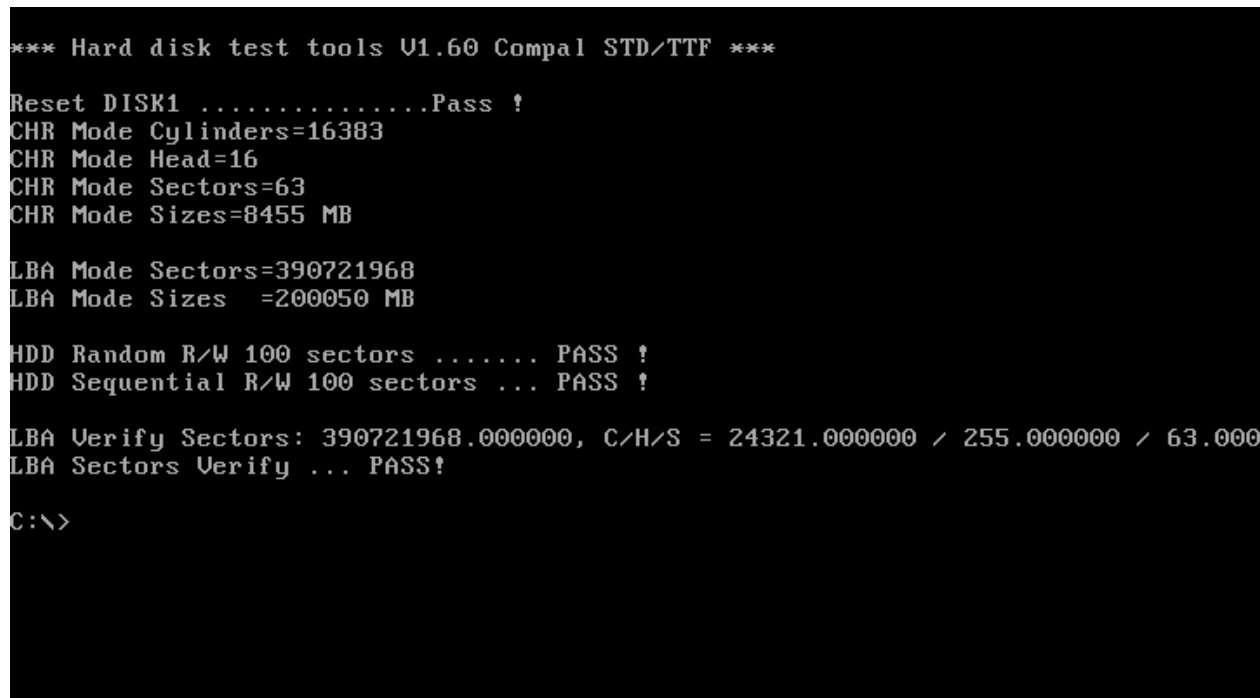 *** Hard disk test tools V1.60 Compal STD/TTF ***
Reset DISK1 ...............Pass !
CHR Mode Cylinders=16383
CHR Mode Head=16
CHR Mode Sectors=63
CHR Mode Sizes=8455 MB
LBA Mode Sectors=390721968
LBA Mode Sizes  =200050 MB
HDD Random R/W 100 sectors ....... PASS !
HDD Sequential R/W 100 sectors ... PASS !
LBA Verify Sectors: 390721968.000000, C/H/S = 24321.000000 / 255.000000 / 63.000
LBA Sectors Verify ... PASS!
C:\>